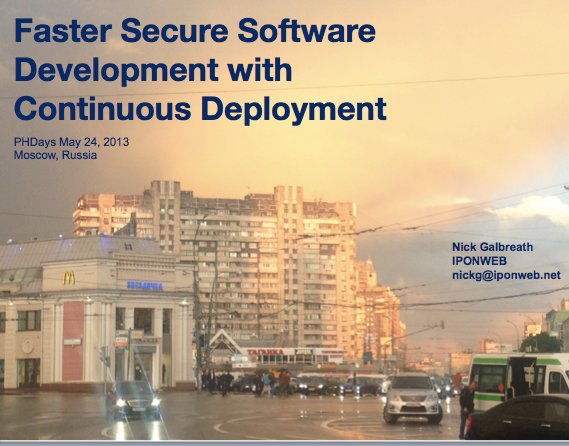 Faster Secure Software
Development with
Continuous Deployment
PHDays May 24, 2013
Moscow, Russia
Nick Galbreath
IPONWEB
nickg@iponweb.net
ТАГАНКА